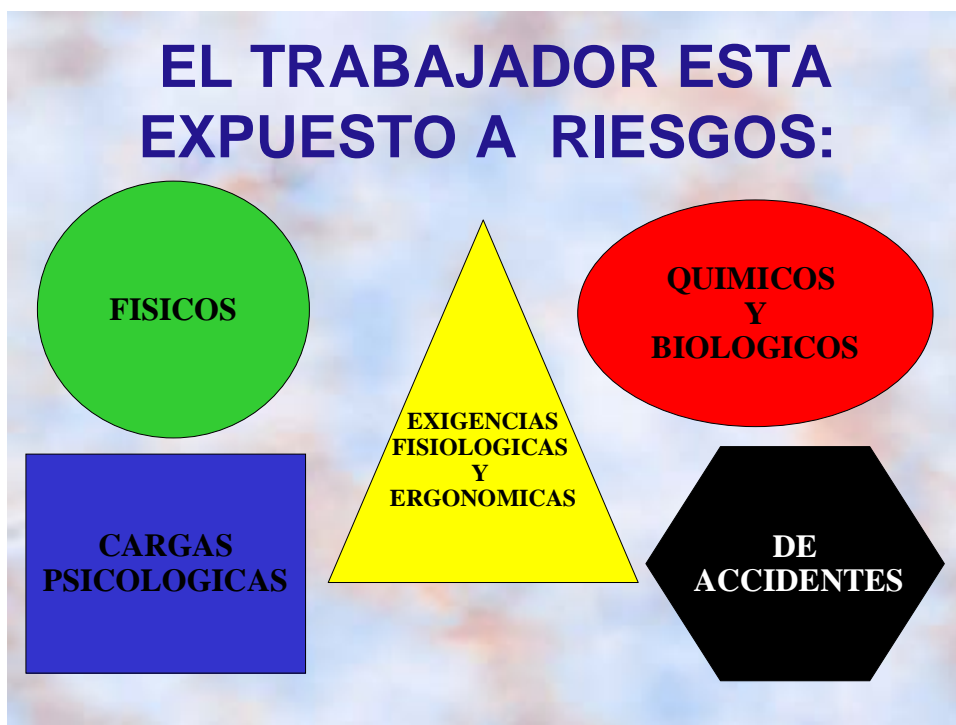 EL TRABAJADOR ESTA
EXPUESTO A RIESGOS:
FISICOS
EXIGENCIAS
FISIOLOGICAS
Y
ERGONOMICAS
QUIMICOS
Y
BIOLOGICOS
CARGAS
PSICOLOGICAS
DE
ACCIDENTES